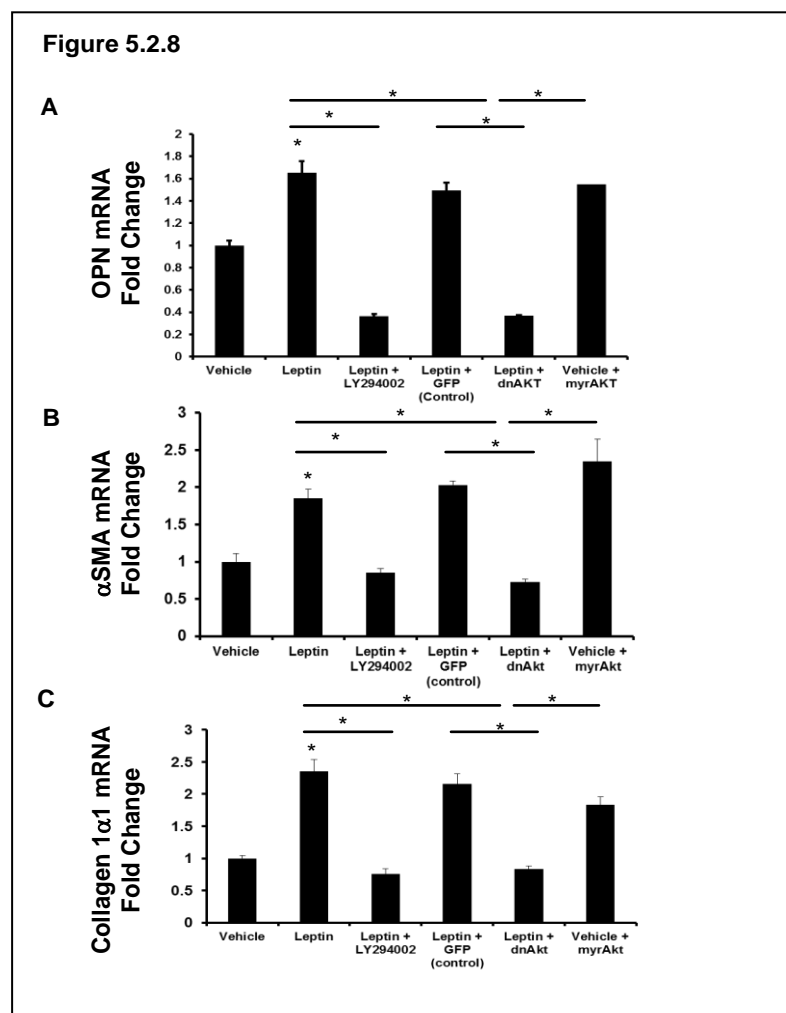 Figure 5.2.8
A
* *
* *
*
OPN mRNA
Fold Change
2
1.8
1.6
1.4
1.2
1
0.8
0.6
0.4
0.2
0
Vehicle Leptin Leptin + Leptin + Leptin + Vehicle +
LY294002 GFP dnAKT myrAKT
(Control)
B
* *
* *
*
αSMA mRNA
Fold Change
3
2.5
2
1.5
1
0.5
0
Vehicle Leptin Leptin + Leptin + Leptin + Vehicle +
LY294002 GFP dnAkt myrAkt
(control)
C
* *
* *
*
Collagen 1α1 mRNA
Fold Change
3
2.5
2
1.5
1
0.5
0
Vehicle Leptin Leptin + Leptin + Leptin + Vehicle +
LY294002 GFP dnAkt myrAkt
(control)